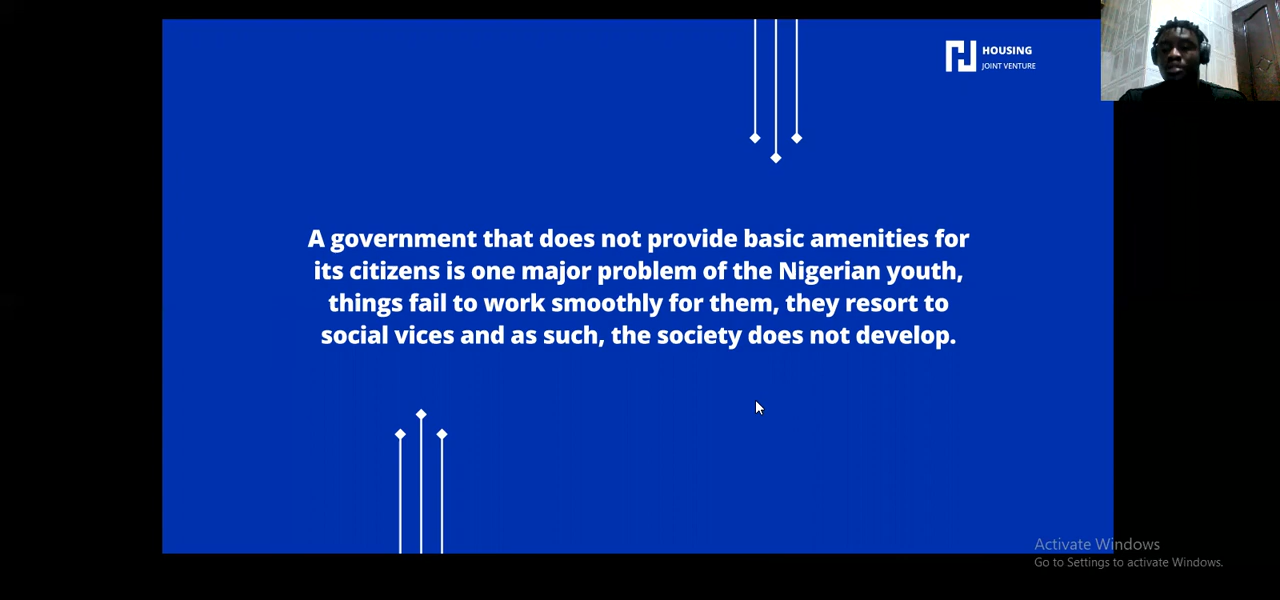 HOUSING
JOINT VENTURE
A government that does not provide basic amenities for
its citizens is one major problem of the Nigerian youth,
things fail to work smoothly for them, they resort to
social vices and as such, the society does not develop.
Activate Windows
Go to Settings to activate Windows.